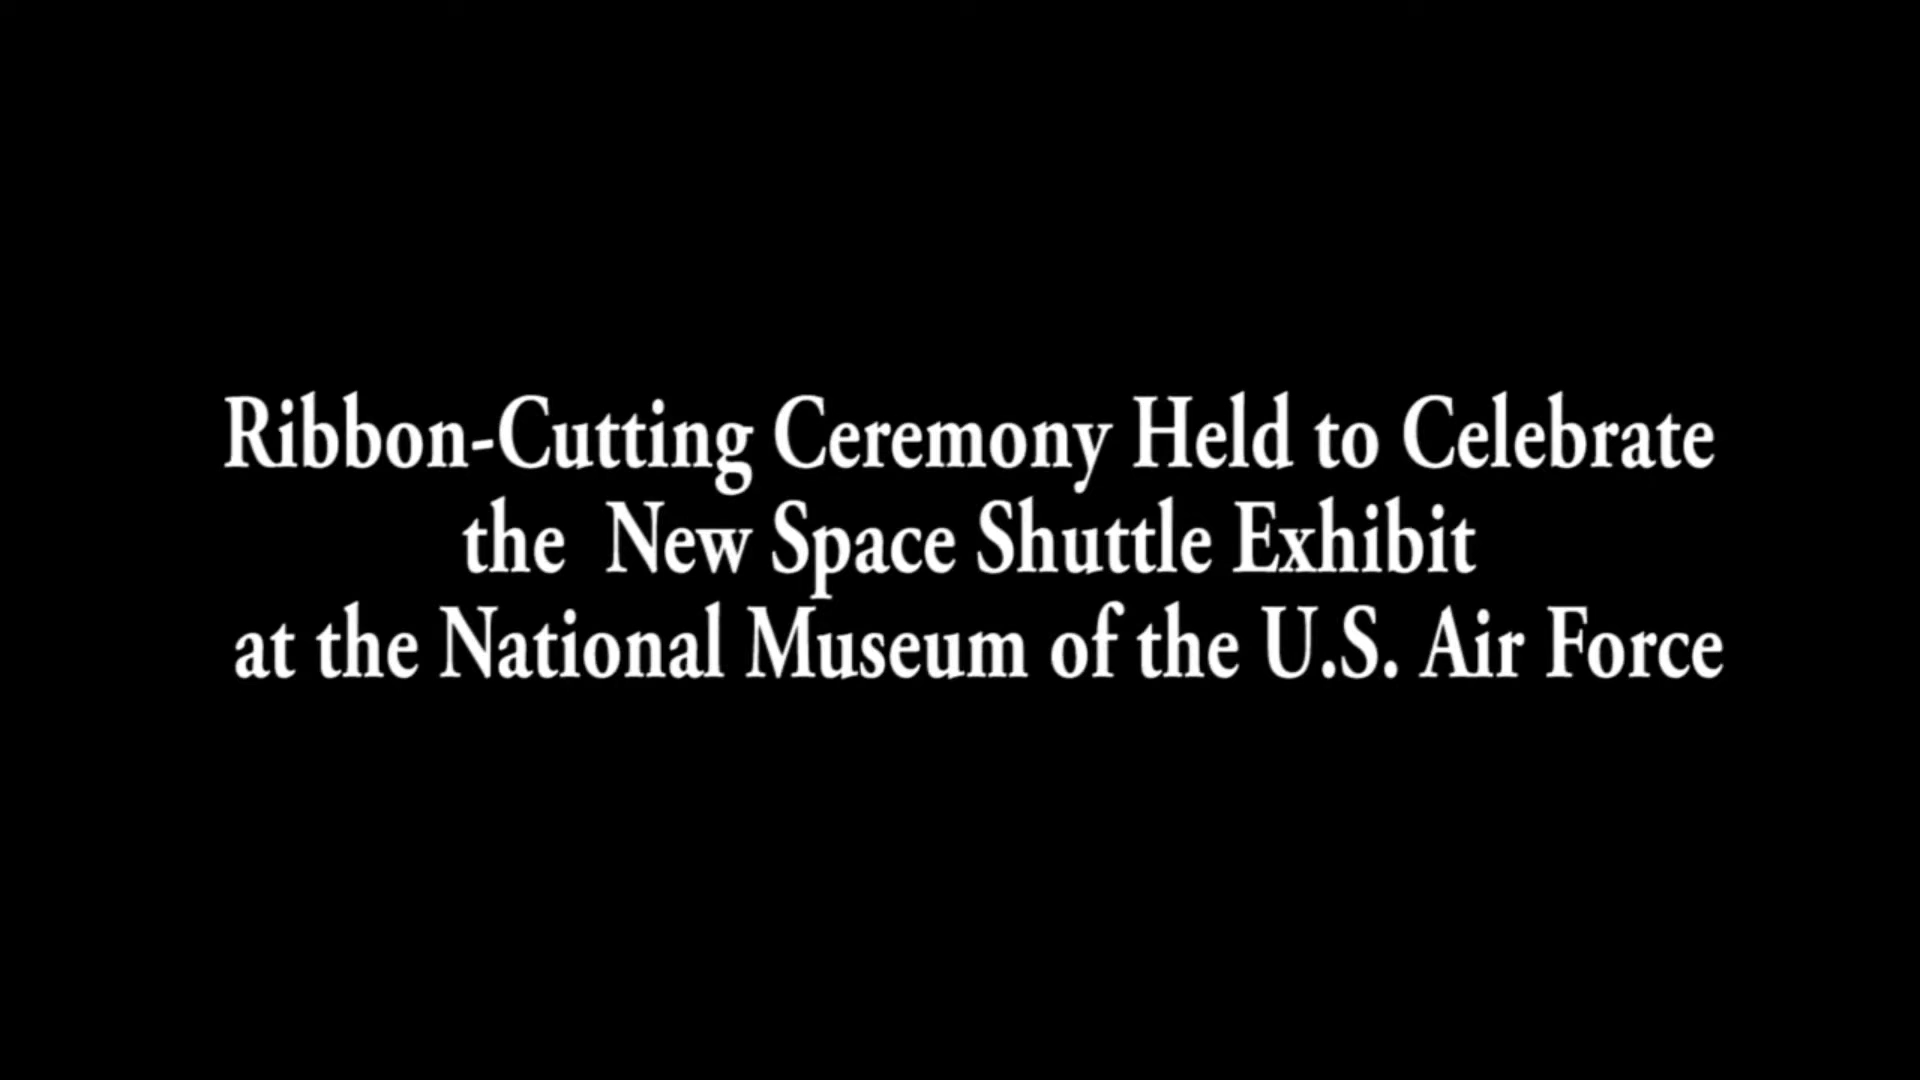 Ribbon-Cutting Ceremony Held to Celebrate
the  New Space Shuttle Exhibit
at the National Museum of the U.S. Air Force